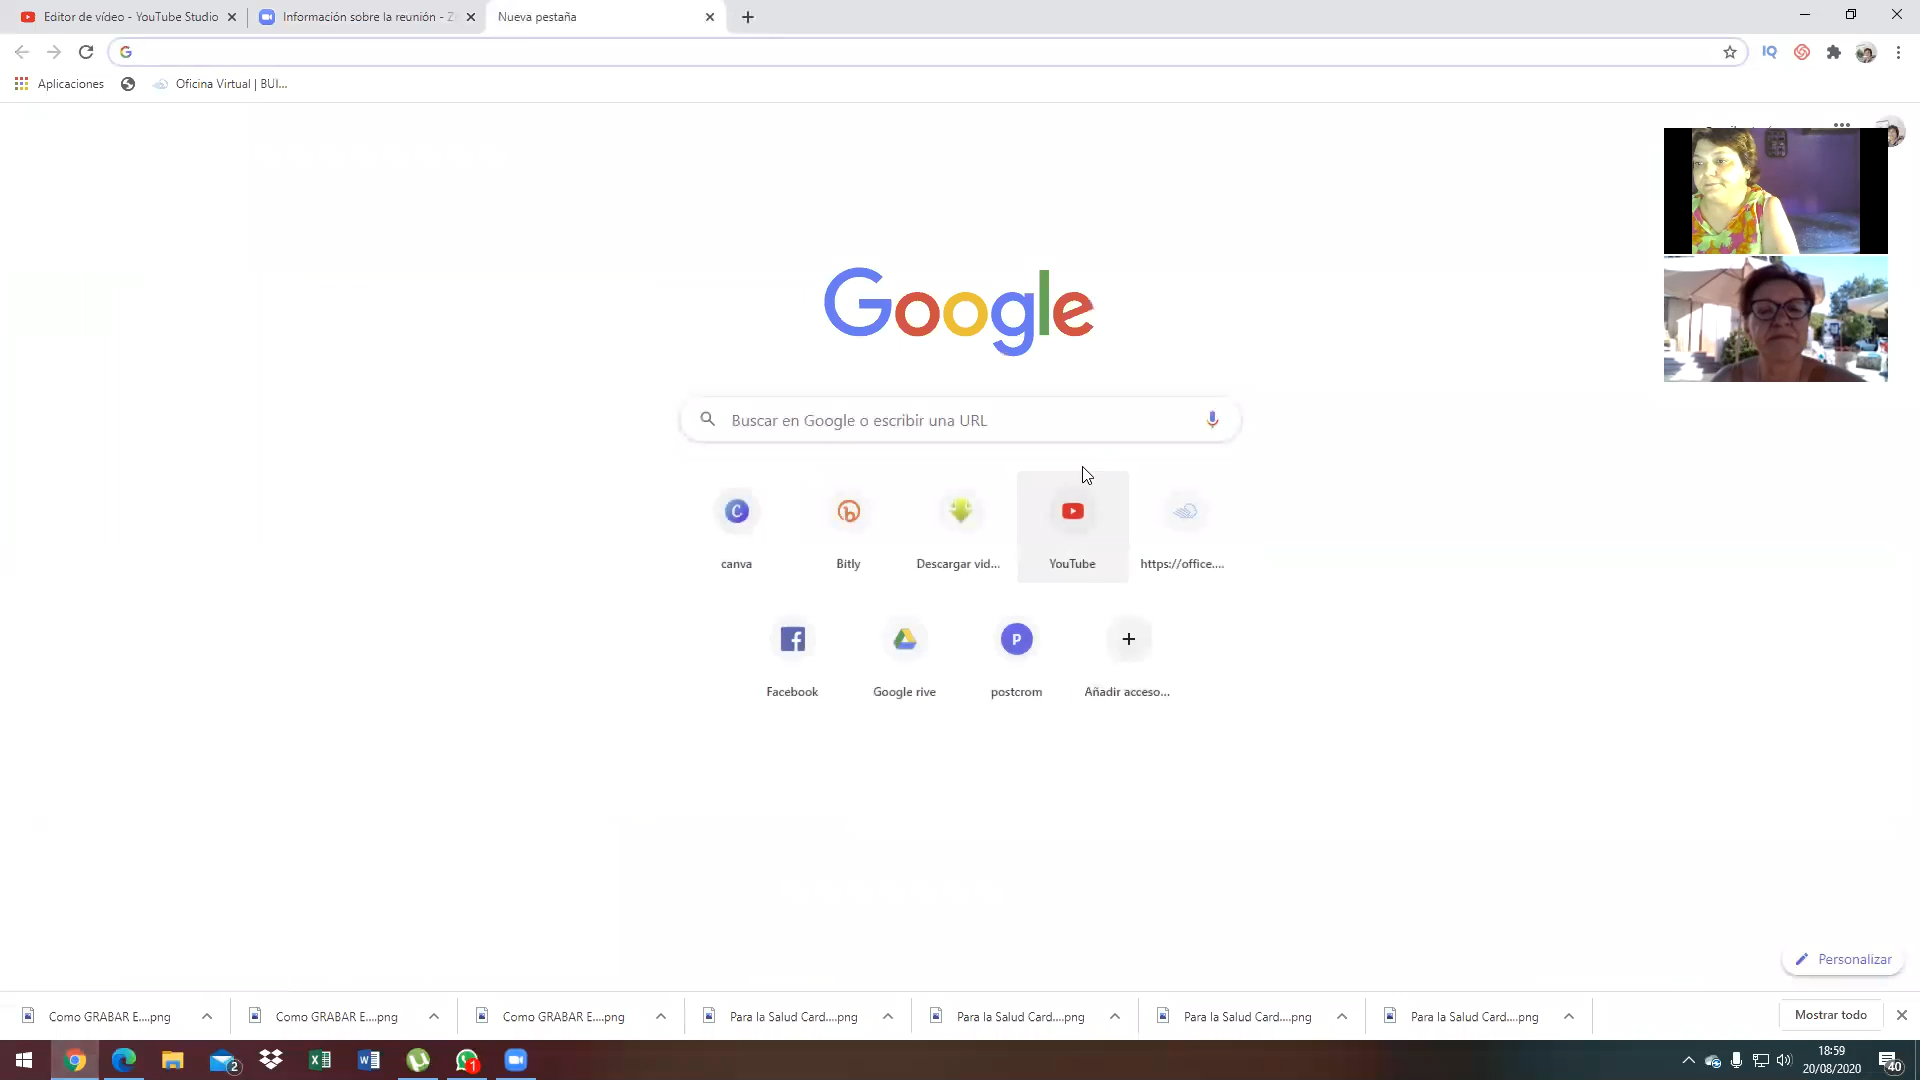 Editor de vídeo - YouTube Studio
Información sobre la reunión - Z
Nueva pestaña
Aplicaciones
Oficina Virtual | BUI...
Google
Buscar en Google o escribir una URL
canva
Bitly
Descargar vid...
YouTube
https://office....
Facebook
Google rive
postcrom
Añadir acceso...
Personalizar
Como GRABAR E....png
Como GRABAR E....png
Como GRABAR E....png
Para la Salud Card....png
Para la Salud Card....png
Para la Salud Card....png
Para la Salud Card....png
Mostrar todo
18:59
20/08/2020
40